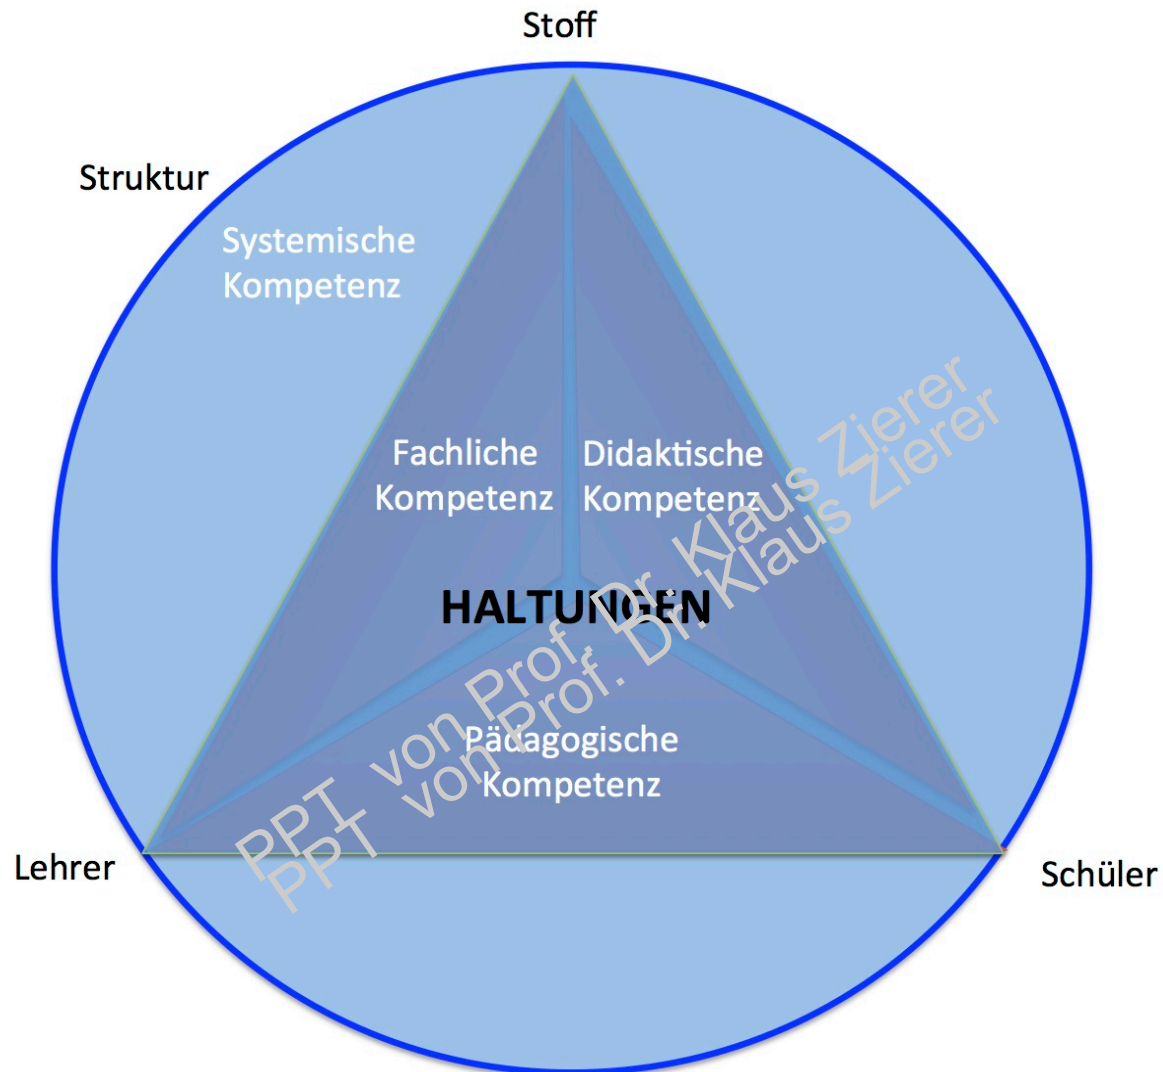 Stoff
Struktur
Systemische
Kompetenz
Fachliche
Kompetenz
Didaktische
Kompetenz
HALTUNGEN
Pädagogische
Kompetenz
Lehrer
Schüler
PPT von Prof. Dr. Klaus Zierer
PPT von Prof. Dr. Klaus Zierer